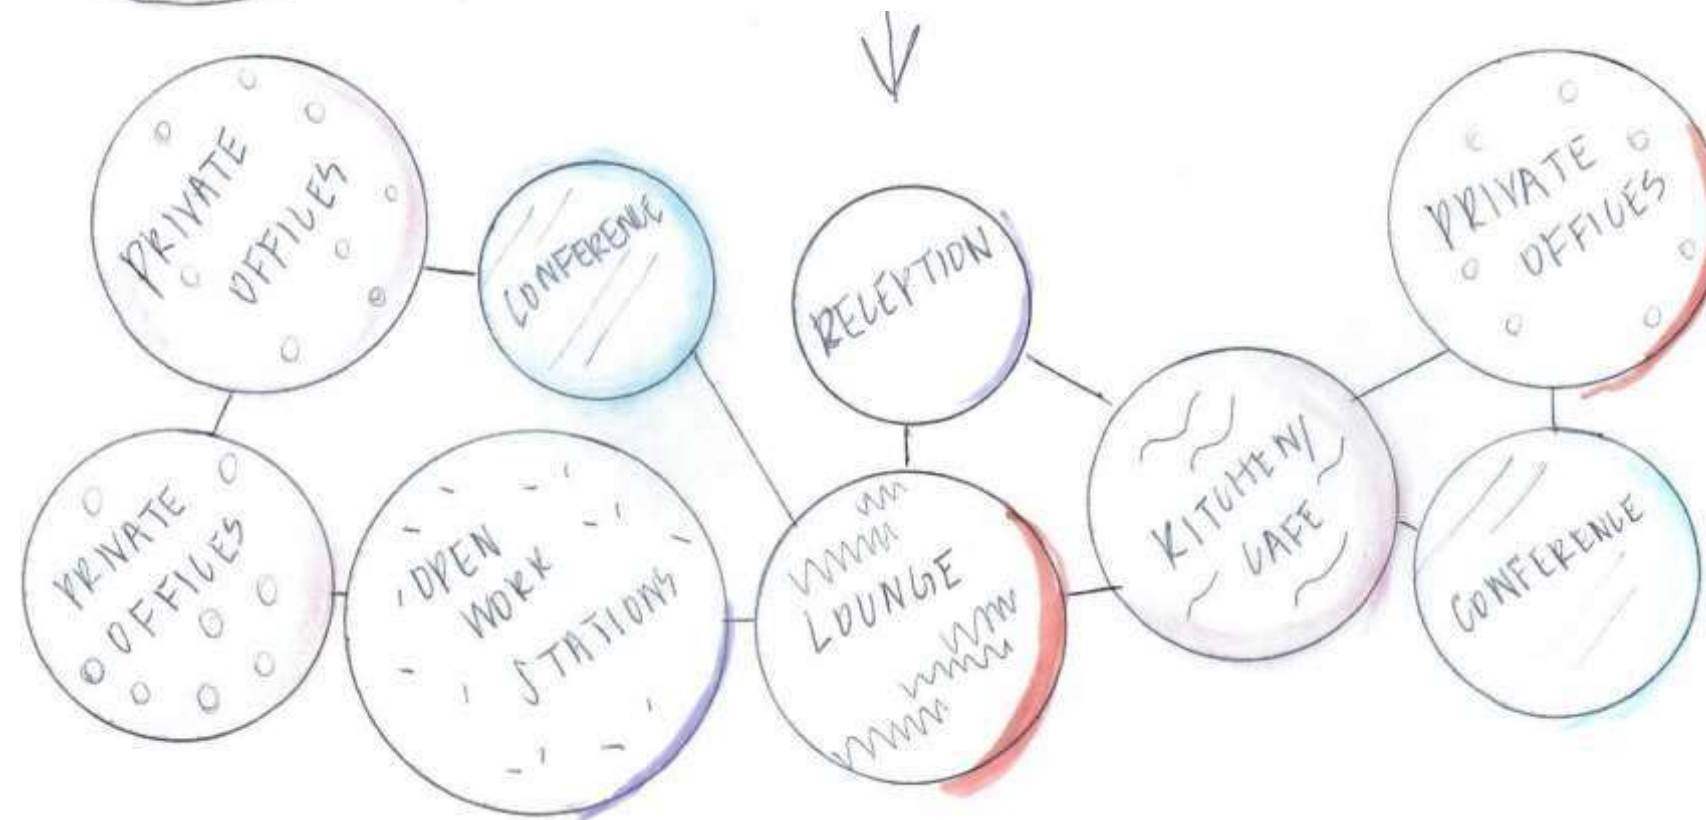 PRIVATE
OFFICES
CONFERENCE
RECEPTION
PRIVATE
OFFICES
PRIVATE
OFFICES
OPEN
WORK
STATIONS
LOUNGE
KITCHEN/
CAFE
CONFERENCE